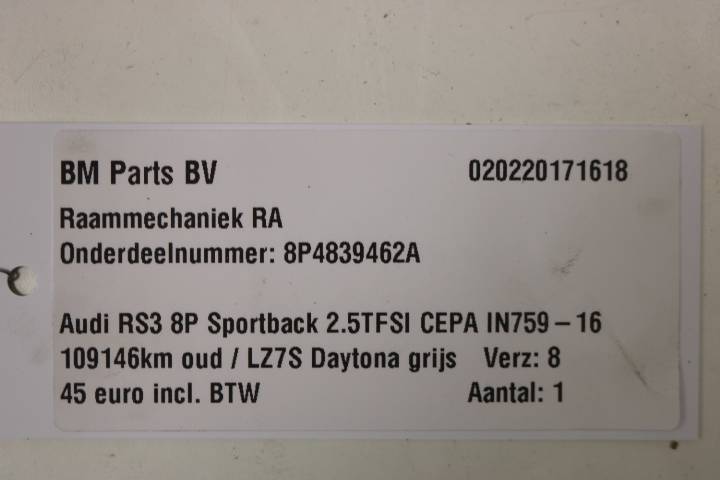 BM Parts BV 020220171618
Raammechaniek RA
Onderdeelnummer: 8P4839462A
Audi RS3 8P Sportback 2.5TFSI CEPA IN759 – 16
109146km oud / LZ7S Daytona grijs Verz: 8
45 euro incl. BTW Aantal: 1